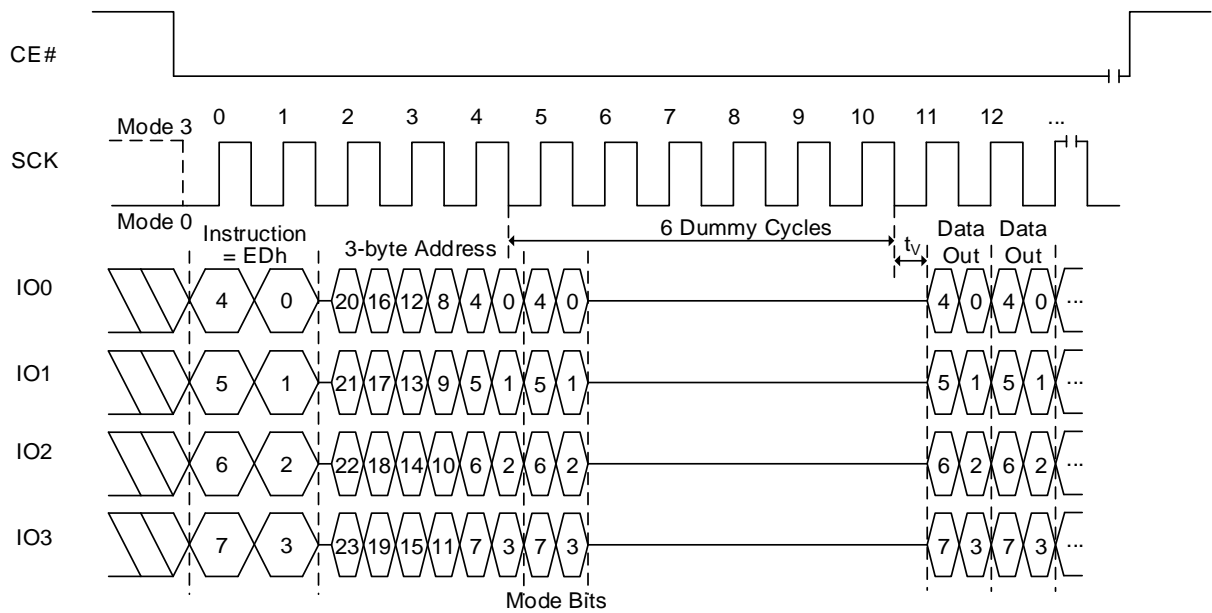 CE#
0 1 2 3 4 5 6 7 8 9 10 11 12 ...
Mode 3
SCK
Mode 0
Instruction
= EDh
3-byte Address
6 Dummy Cycles
tV
Data
Out
Data
Out
IO0 4 0 20 16 12 8 4 0 4 0 4 0 4 0 ...
IO1 5 1 21 17 13 9 5 1 5 1 5 1 5 1 ...
IO2 6 2 22 18 14 10 6 2 6 2 6 2 6 2 ...
IO3 7 3 23 19 15 11 7 3 7 3 7 3 7 3 ...
Mode Bits